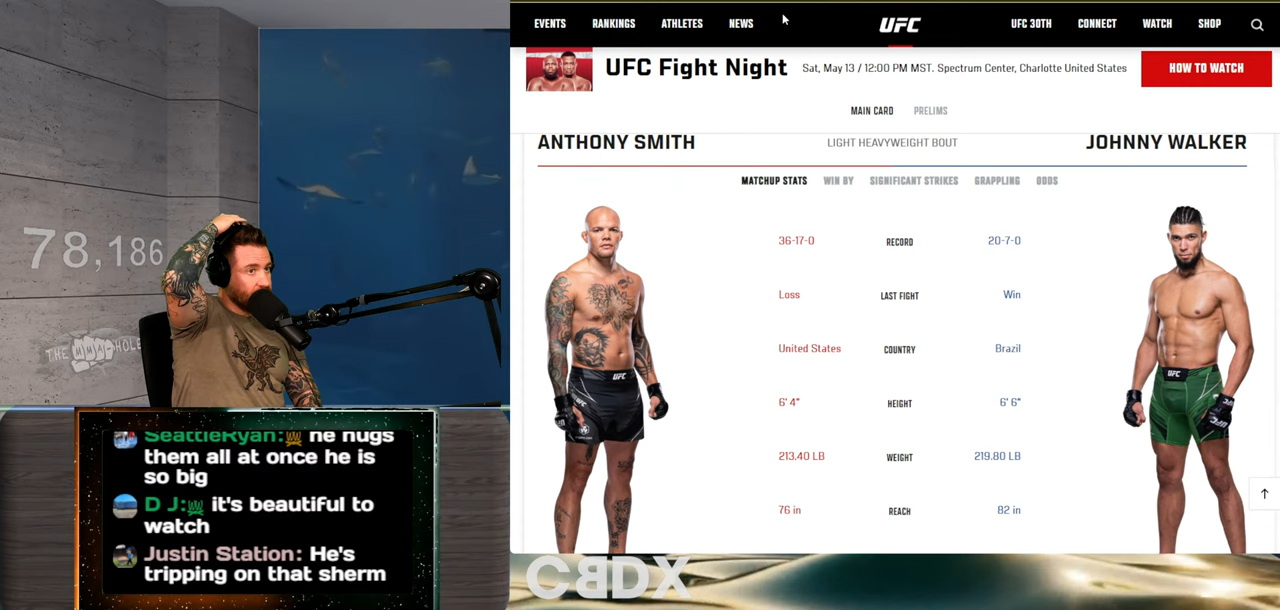 78,186
THE MMA HOLE
SeattleRyan: he hugs
them all at once he is
so big
D J: it's beautiful to
watch
Justin Station: He's
tripping on that sherm
EVENTS RANKINGS ATHLETES NEWS UFC UFC 30TH CONNECT WATCH SHOP
UFC Fight Night Sat, May 13 / 12:00 PM MST. Spectrum Center, Charlotte United States HOW TO WATCH
MAIN CARD PRELIMS
ANTHONY SMITH LIGHT HEAVYWEIGHT BOUT JOHNNY WALKER
MATCHUP STATS WIN BY SIGNIFICANT STRIKES GRAPPLING ODDS
36-17-0 RECORD 20-7-0
Loss LAST FIGHT Win
United States COUNTRY Brazil
6' 4" HEIGHT 6' 6"
213.40 LB WEIGHT 219.80 LB
76 in REACH 82 in
UFC
UFC
UFC
CBDX